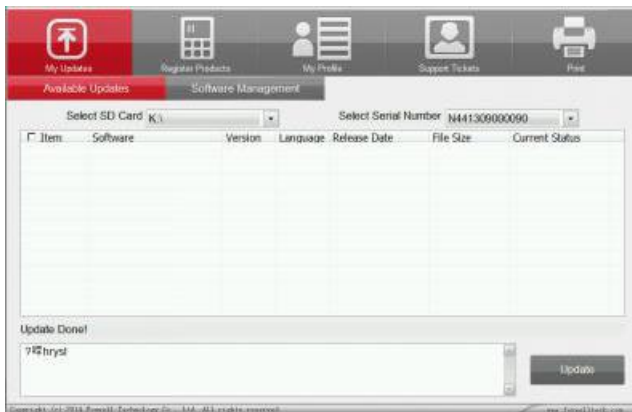 My Updates Register Products My Profile Support Tickets Print
Available Updates Software Management
Select SD Card K:\ Select Serial Number N441309000090
Item Software Version Language Release Date File Size Current Status
Update Done!
Update